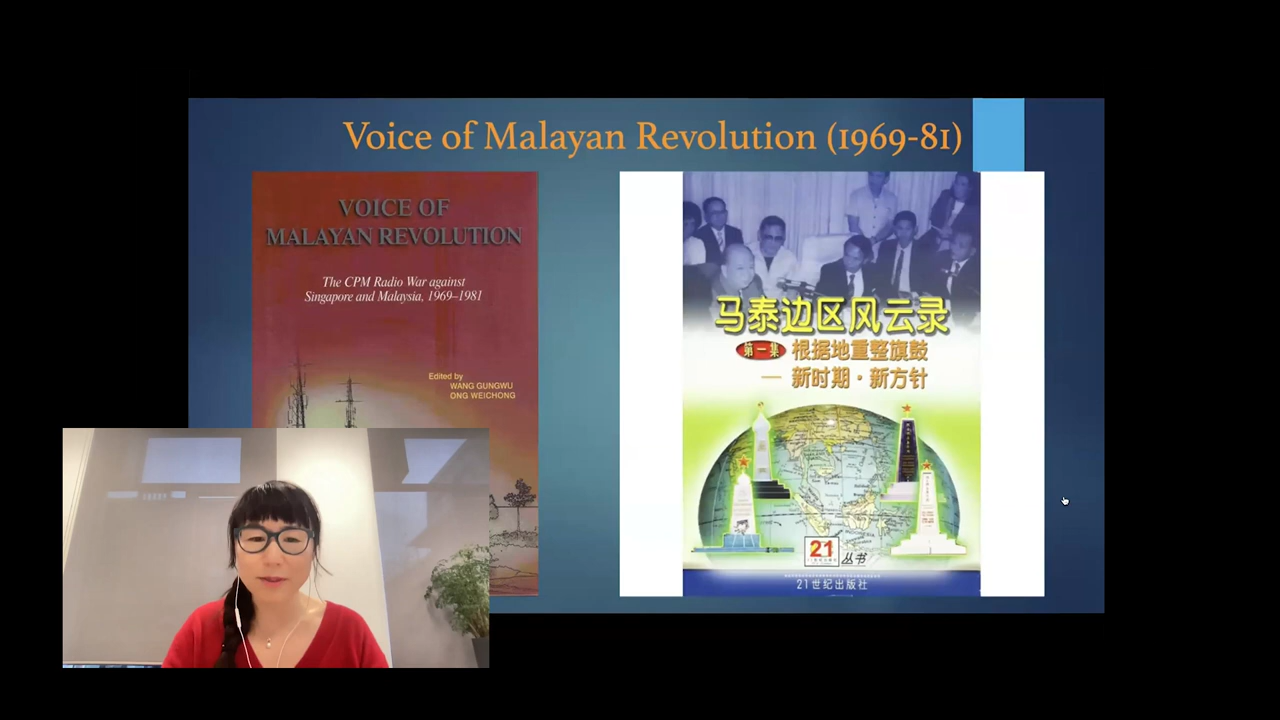 Voice of Malayan Revolution (1969-81)
VOICE OF
MALAYAN REVOLUTION
The CPM Radio War against
Singapore and Malaysia, 1969–1981
Edited by
WANG GUNGWU
ONG WEICHONG
马泰边区风云录
第一集 根据地重整旗鼓
— 新时期·新方针
21 丛书
21世纪出版社